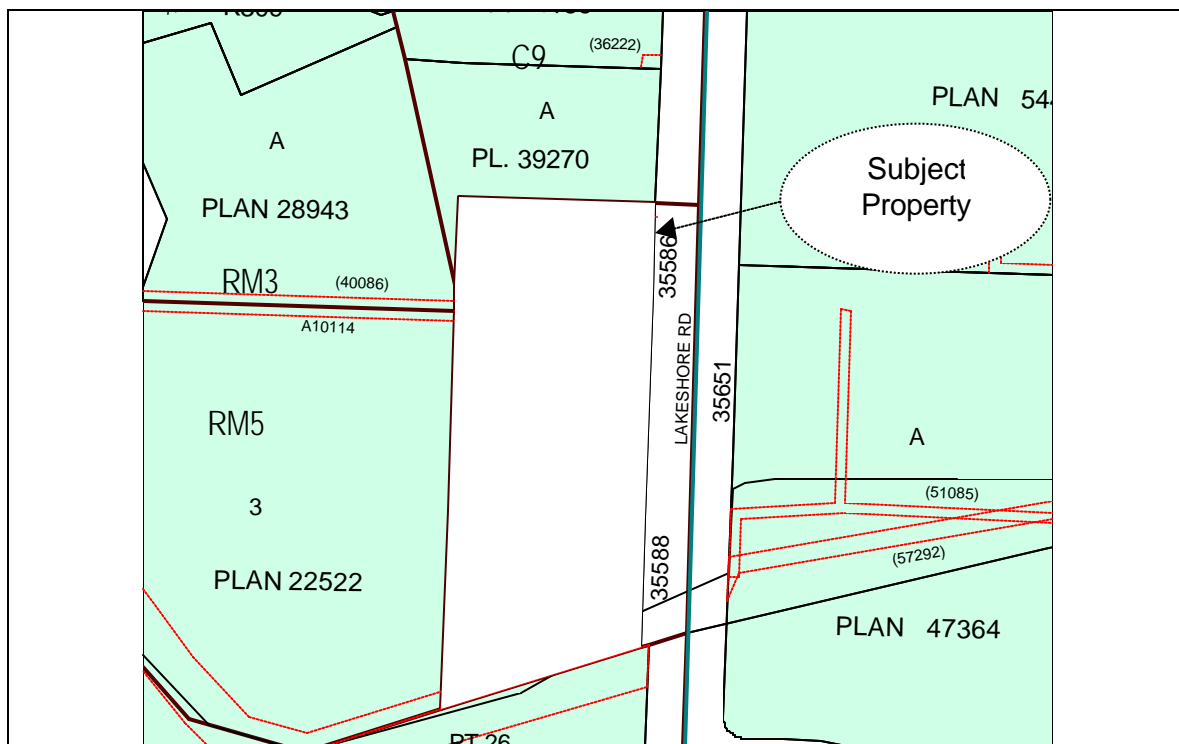 (36222)
C9
PLAN
A
A
PL. 39270
Subject
Property
PLAN 28943
35586
RM3
(40086)
A10114
LAKESHORE RD
35651
RM5
A
3
(51085)
35588
(57292)
PLAN 22522
PLAN 47364